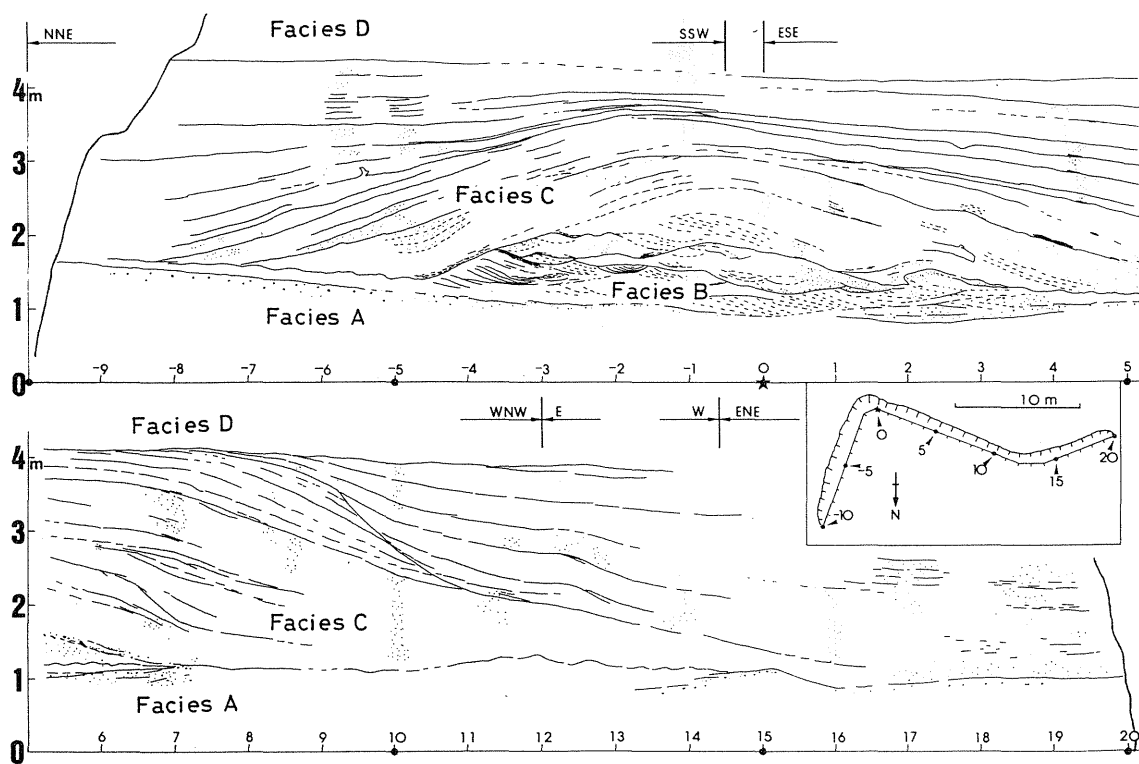 Facies D
NNE
SSW
ESE
4m
3
2
1
0
Facies C
Facies B
Facies A
-9 -8 -7 -6 -5 -4 -3 -2 -1 0 1 2 3 4 5
Facies D
WNW
E
W
ENE
4m
3
2
1
0
Facies C
Facies A
6 7 8 9 10 11 12 13 14 15 16 17 18 19 20
10 m
0
5
10
15
20
-5
-10
N